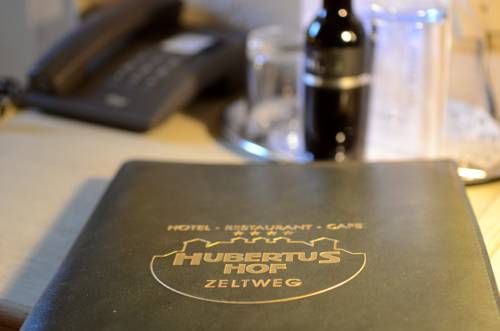 HOTEL - RESTAURANT - CAFE
HUBERTUS
HOF
ZELTWEG